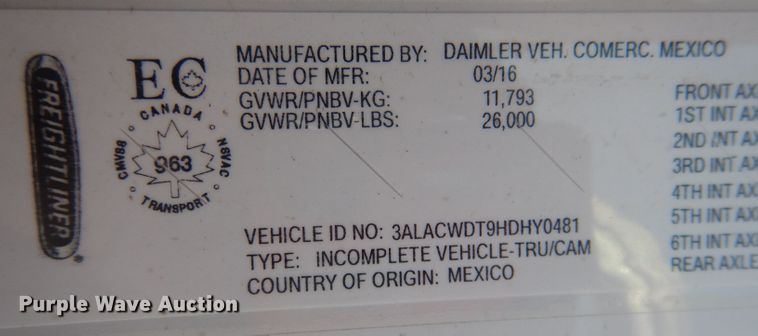 FREIGHTLINER
EC
CANADA
CMVSS
963
NSVAC
TRANSPORT
MANUFACTURED BY: DAIMLER VEH. COMERC. MEXICO
DATE OF MFR: 03/16
GVWR/PNBV-KG: 11,793
GVWR/PNBV-LBS: 26,000
FRONT AX
1ST INT AX
2ND INT AX
3RD INT AX
4TH INT AX
5TH INT AX
6TH INT AX
REAR AXLE
VEHICLE ID NO: 3ALACWDT9HDHY0481
TYPE: INCOMPLETE VEHICLE-TRU/CAM
COUNTRY OF ORIGIN: MEXICO
Purple Wave Auction